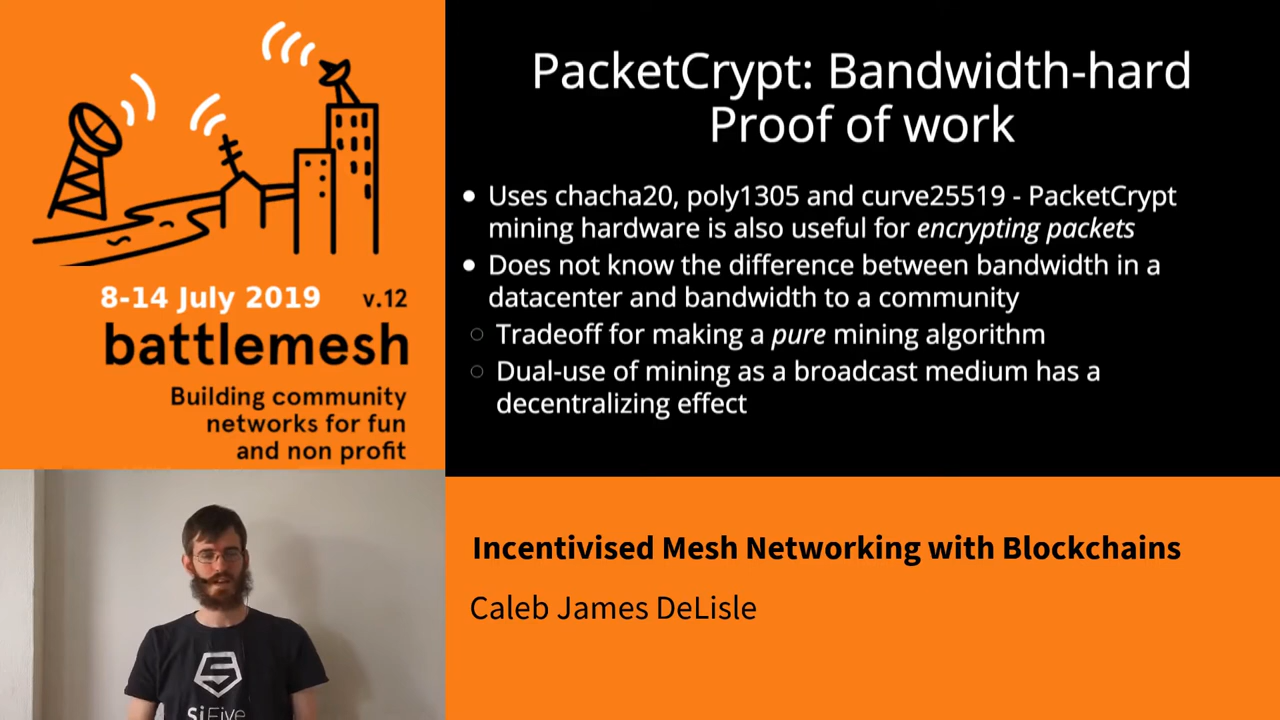 PacketCrypt: Bandwidth-hard
Proof of work
• Uses chacha20, poly1305 and curve25519 - PacketCrypt
mining hardware is also useful for encrypting packets
• Does not know the difference between bandwidth in a
datacenter and bandwidth to a community
○ Tradeoff for making a pure mining algorithm
○ Dual-use of mining as a broadcast medium has a
decentralizing effect
8-14 July 2019 v.12
battlemesh
Building community
networks for fun
and non profit
SiFive
Incentivised Mesh Networking with Blockchains
Caleb James DeLisle